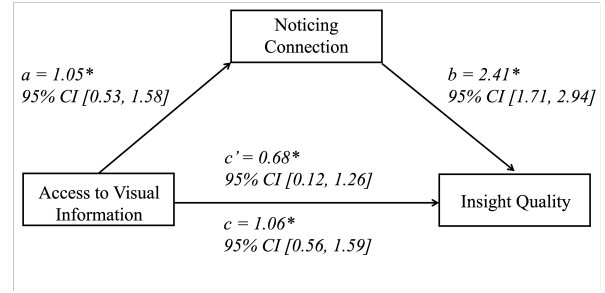 Noticing
Connection
a = 1.05*
95% CI [0.53, 1.58]
b = 2.41*
95% CI [1.71, 2.94]
c’ = 0.68*
95% CI [0.12, 1.26]
Access to Visual
Information
Insight Quality
c = 1.06*
95% CI [0.56, 1.59]